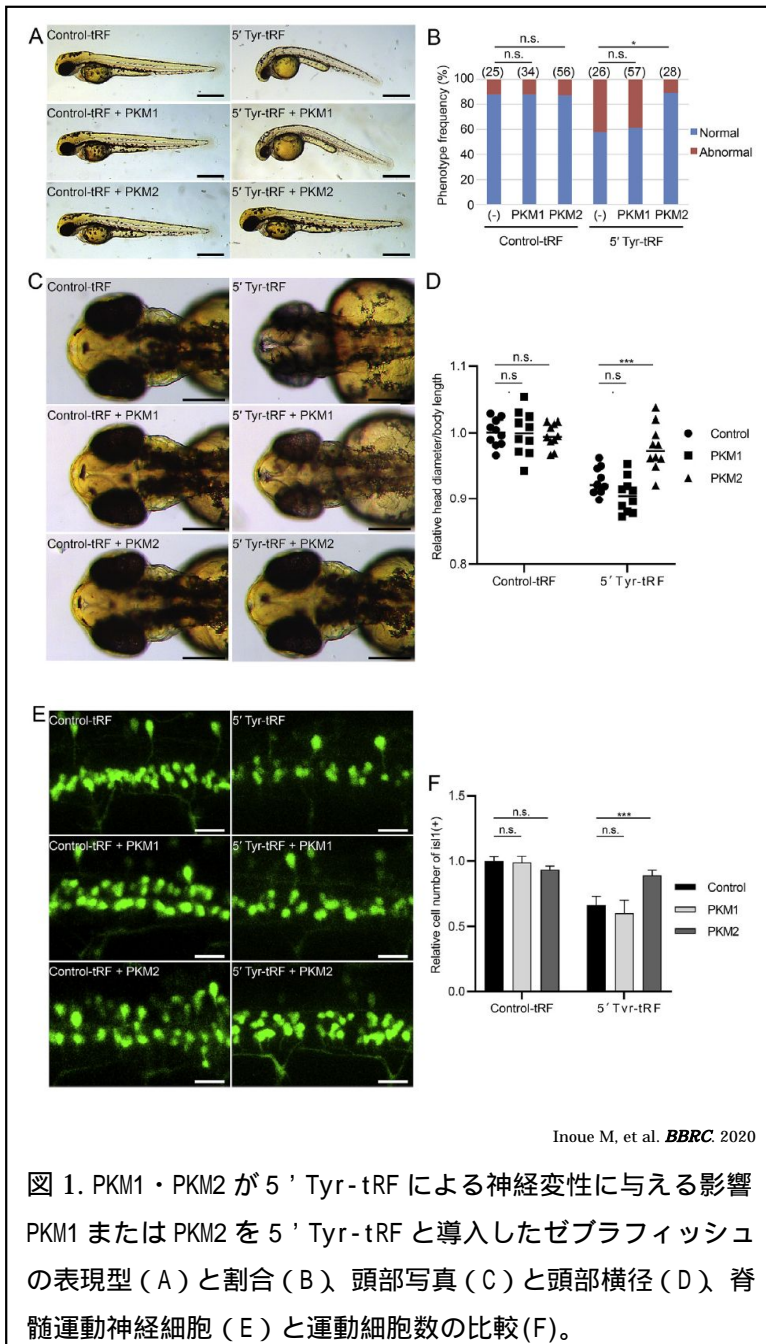 A
Control-tRF
5′ Tyr-tRF
Control-tRF + PKM1
5′ Tyr-tRF + PKM1
Control-tRF + PKM2
5′ Tyr-tRF + PKM2
B
n.s.
*
n.s.
n.s.
(25) (34) (56) (26) (57) (28)
Phenotype frequency (%)
100
80
60
40
20
0
Normal
Abnormal
(-) PKM1 PKM2 (-) PKM1 PKM2
Control-tRF 5′ Tyr-tRF
C
Control-tRF
5′ Tyr-tRF
Control-tRF + PKM1
5′ Tyr-tRF + PKM1
Control-tRF + PKM2
5′ Tyr-tRF + PKM2
D
Relative head diameter/body length
1.1
1.0
0.9
0.8
n.s.
n.s
***
n.s
Control
PKM1
PKM2
Control-tRF 5′ Tyr-tRF
E
Control-tRF
5′ Tyr-tRF
Control-tRF + PKM1
5′ Tyr-tRF + PKM1
Control-tRF + PKM2
5′ Tyr-tRF + PKM2
F
Relative cell number of isl1(+)
1.5
1.0
0.5
0.0
n.s.
n.s.
***
n.s.
Control
PKM1
PKM2
Control-tRF 5′ Tyr-tRF
Inoue M, et al. BBRC. 2020
図 1. PKM1・PKM2 が 5 ’ Tyr-tRF による神経変性に与える影響
PKM1 または PKM2 を 5 ’ Tyr-tRF と導入したゼブラフィッシュ
の表現型(A)と割合(B)、頭部写真(C)と頭部横径(D)、脊
髄運動神経細胞(E)と運動細胞数の比較(F)。